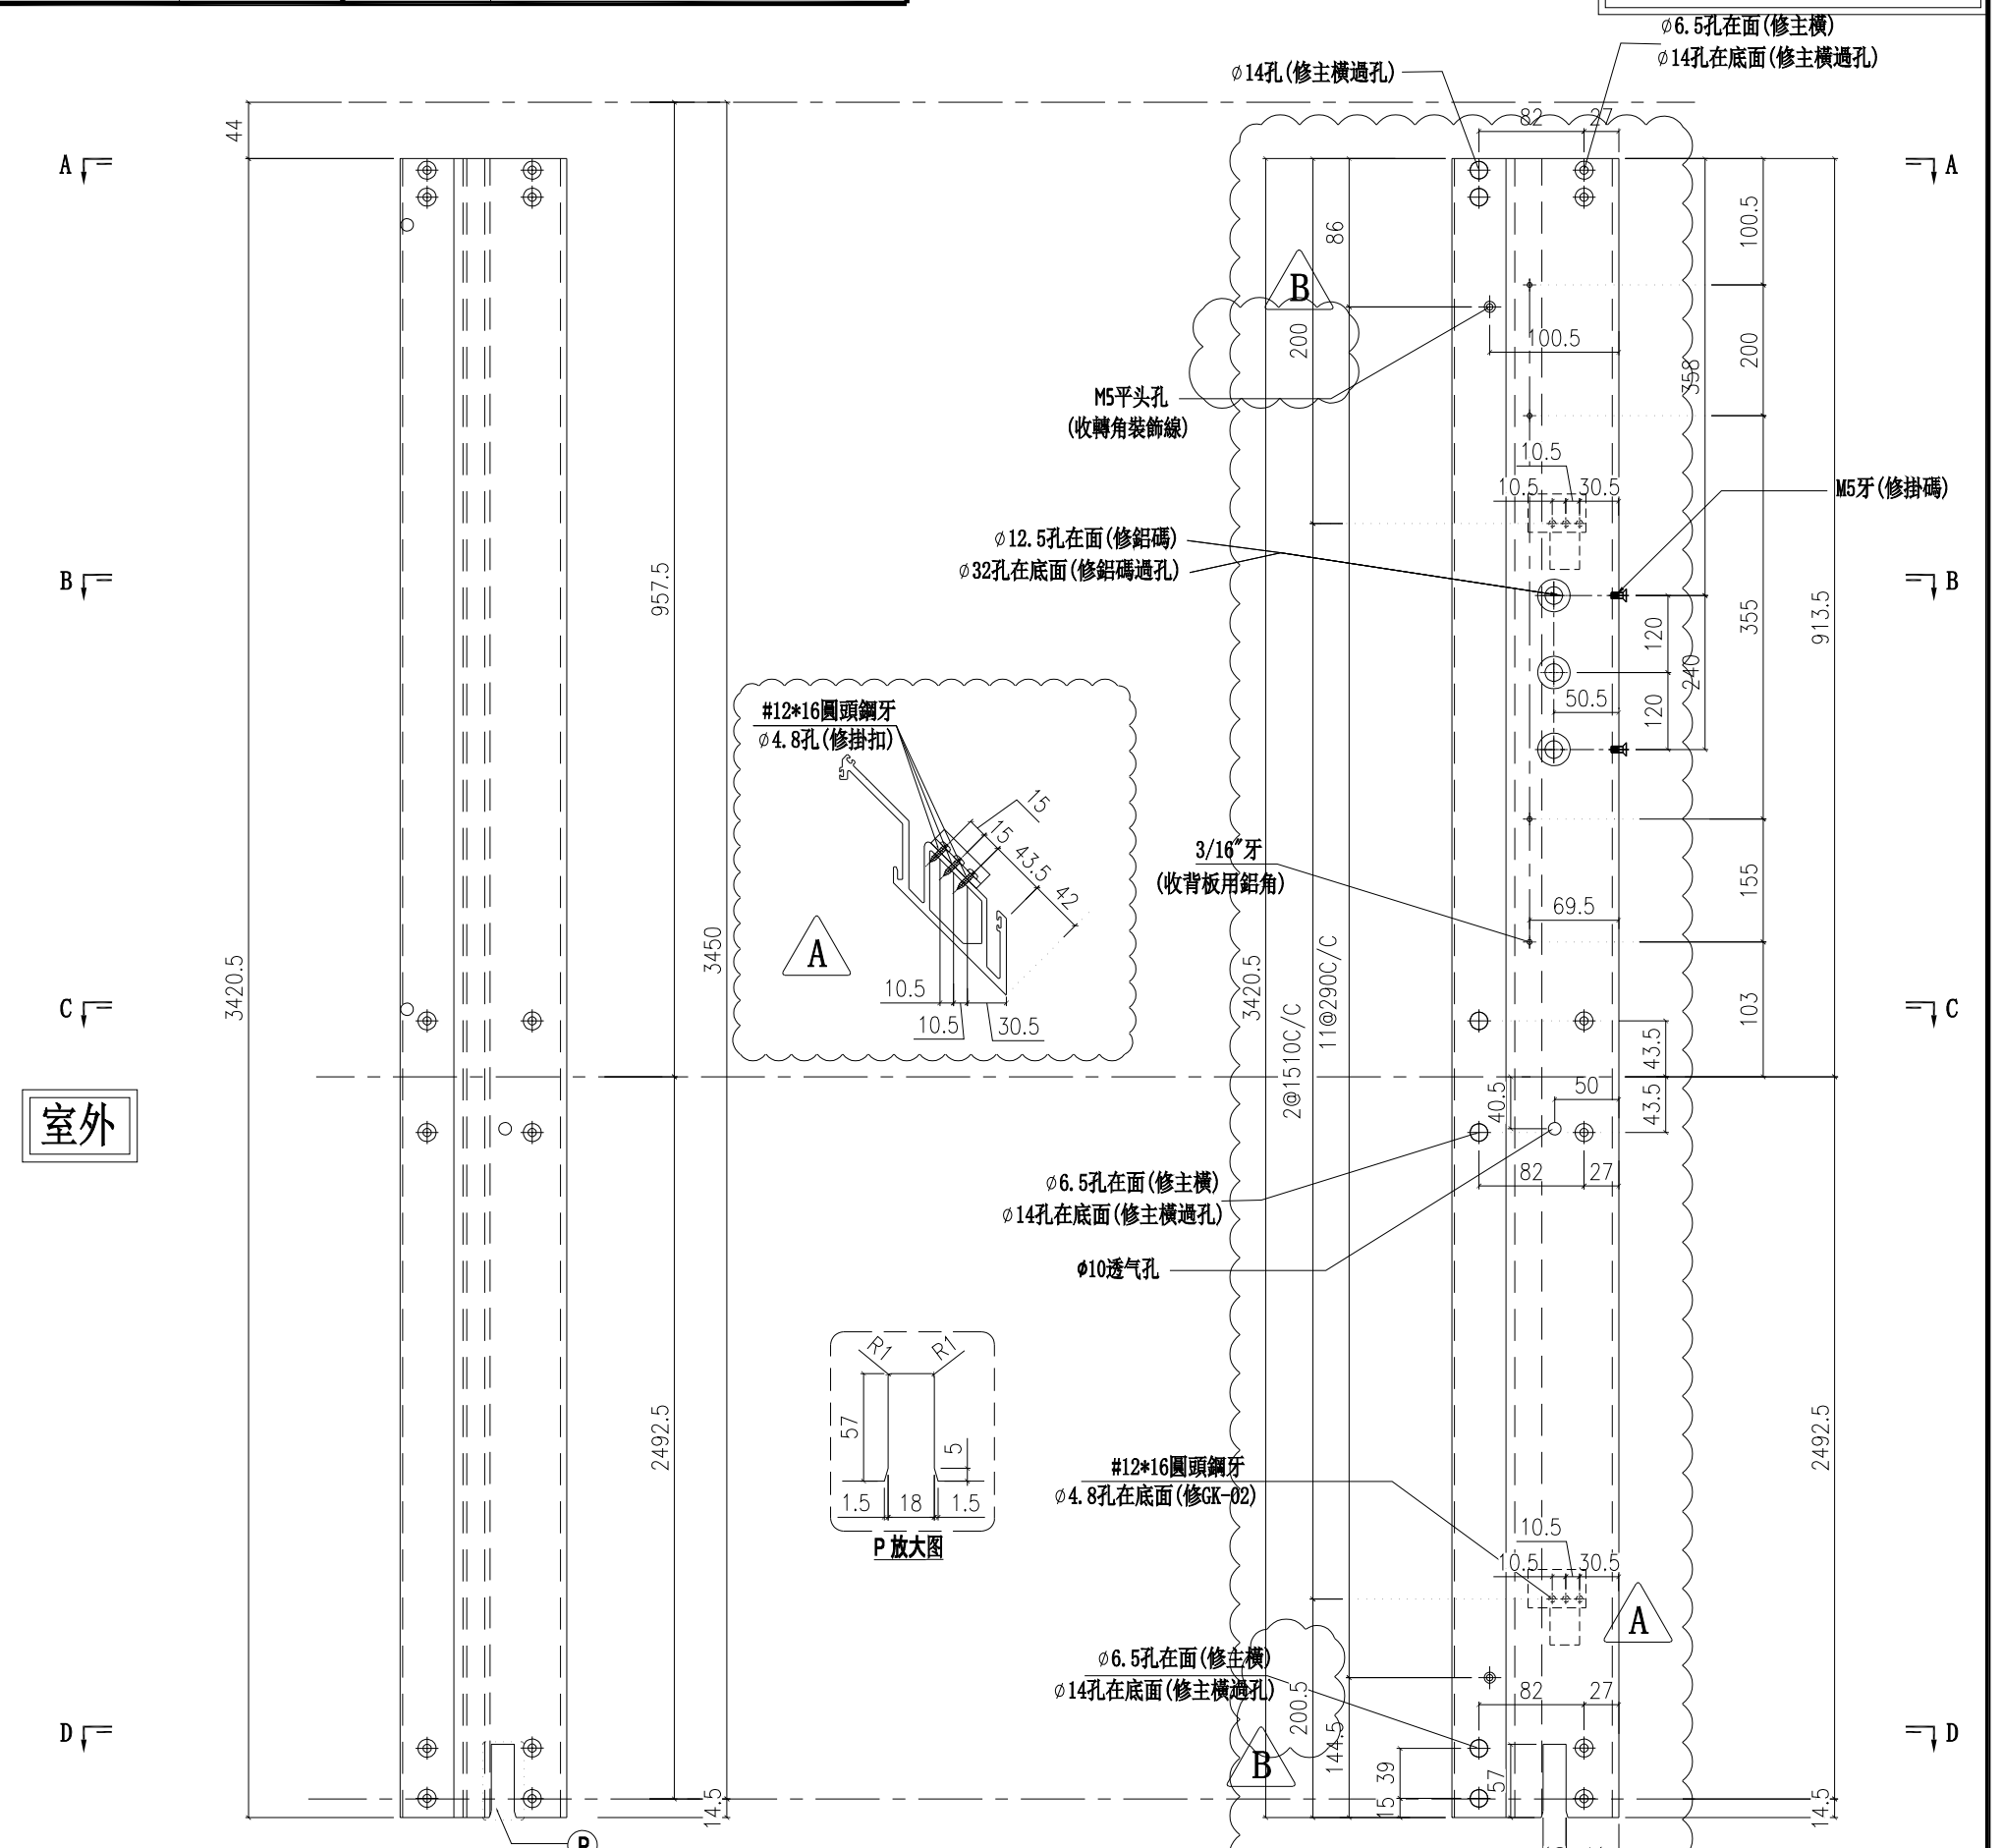 ∅6.5孔在面(修主橫)
∅14孔在底面(修主橫過孔)
∅14孔(修主橫過孔)
82
27
44
A
A
86
100.5
B
200
100.5
200
358
M5平头孔
(收轉角裝飾線)
10.5
10.5
30.5
M5牙(修掛碼)
∅12.5孔在面(修鋁碼)
∅32孔在底面(修鋁碼過孔)
B
B
957.5
120
355
913.5
240
50.5
120
#12*16圓頭鋼牙
∅4.8孔(修掛扣)
15
15
43.5
42
A
10.5
10.5
30.5
3/16"牙
(收背板用鋁角)
69.5
155
3420.5
3450
3420.5
2@1510C/C
11@290C/C
103
C
C
43.5
43.5
40.5
50
室外
82
27
∅6.5孔在面(修主橫)
∅14孔在底面(修主橫過孔)
φ10透气孔
R1
R1
57
5
1.5
18
1.5
P 放大图
2492.5
2492.5
#12*16圓頭鋼牙
∅4.8孔在底面(修GK-02)
10.5
10.5
30.5
A
∅6.5孔在面(修主橫)
∅14孔在底面(修主橫過孔)
82
27
200.5
144.5
B
D
D
39
15
57
14.5
14.5
P